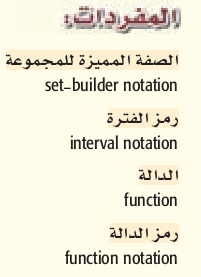 المفردات:
الصفة المميزة للمجموعة
set-builder notation
رمز الفترة
interval notation
الدالة
function
رمز الدالة
function notation